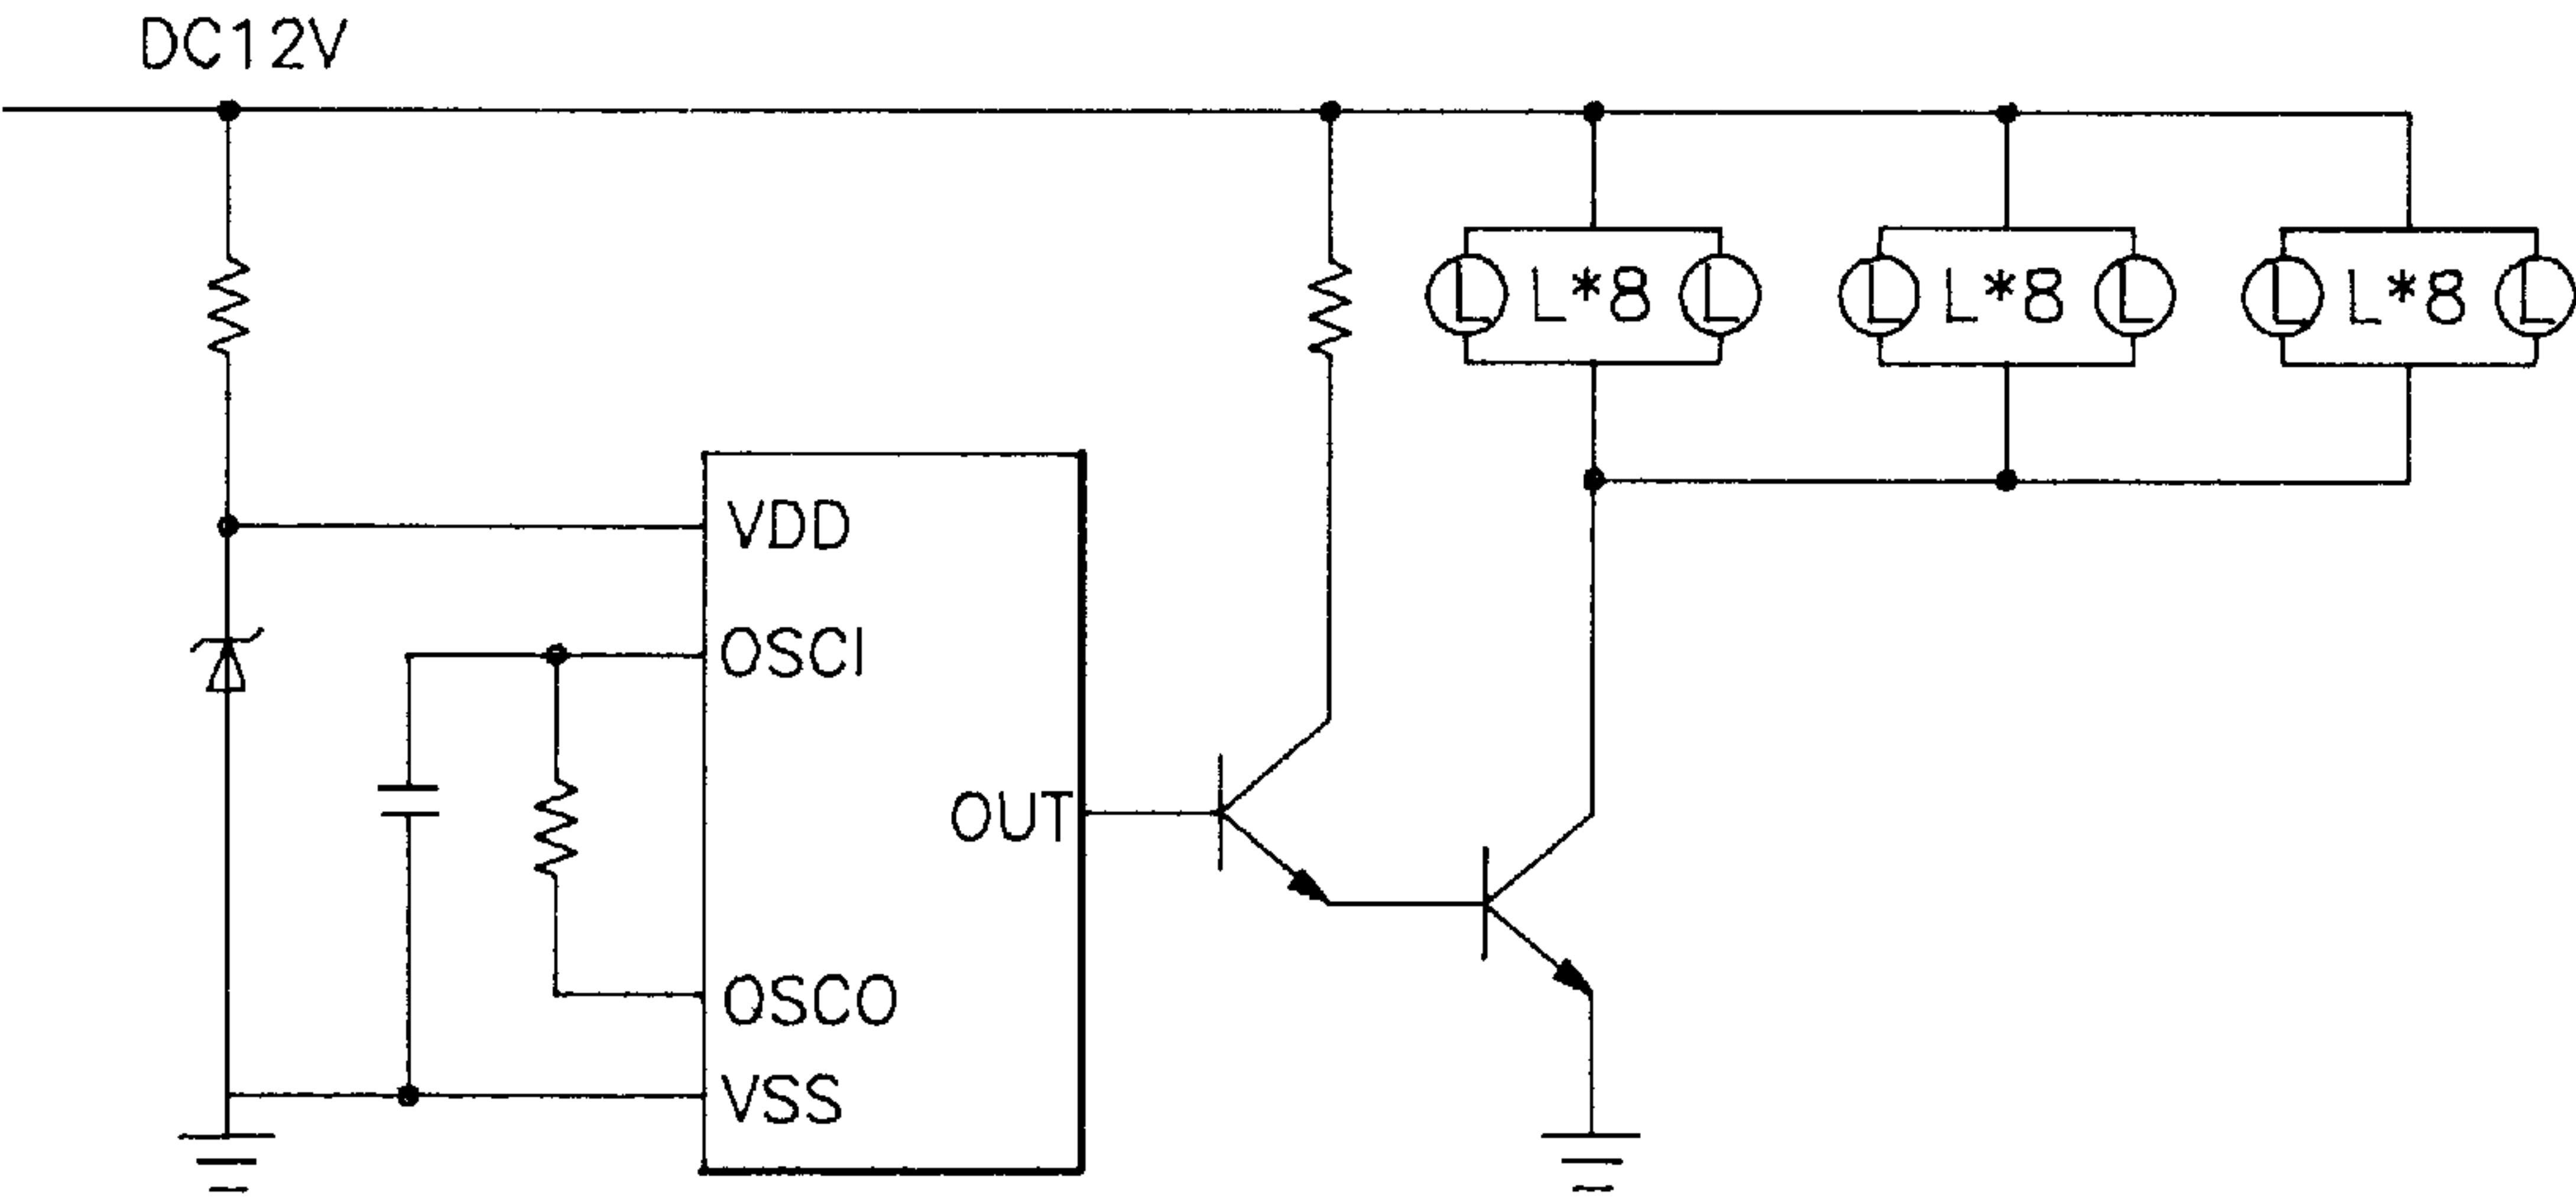 DC12V
L L*8 L L L*8 L L L*8 L
VDD
OSCI
OUT
OSCO
VSS